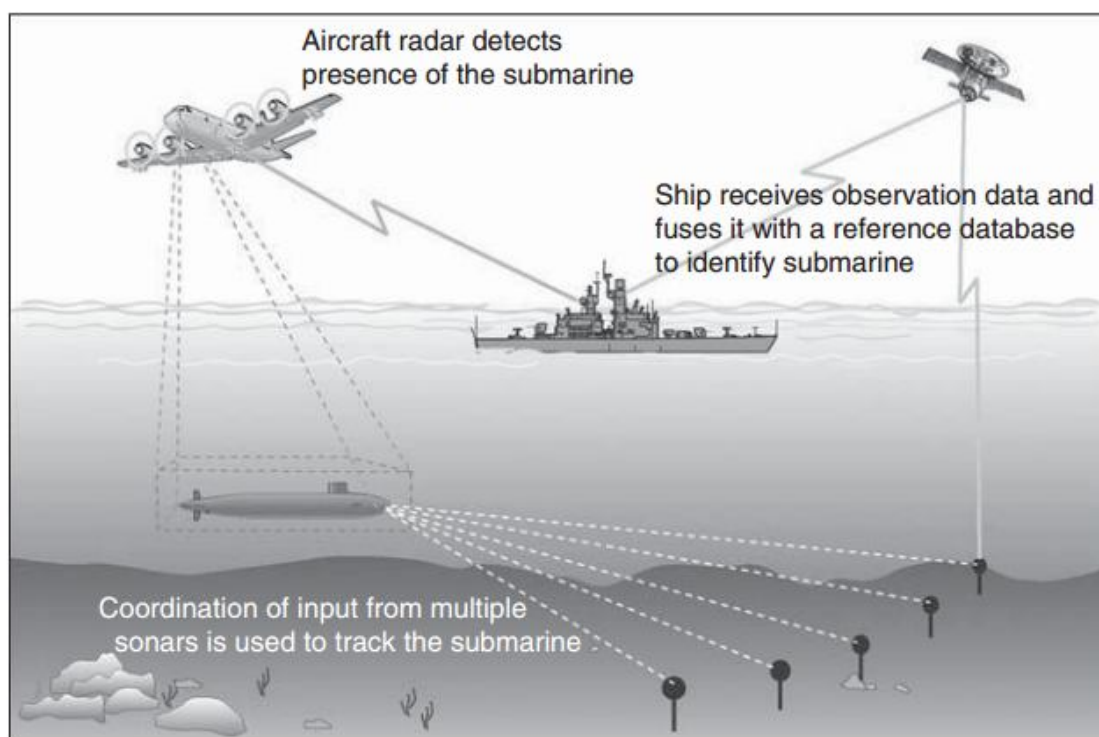 Aircraft radar detects
presence of the submarine
Ship receives observation data and
fuses it with a reference database
to identify submarine
Coordination of input from multiple
sonars is used to track the submarine